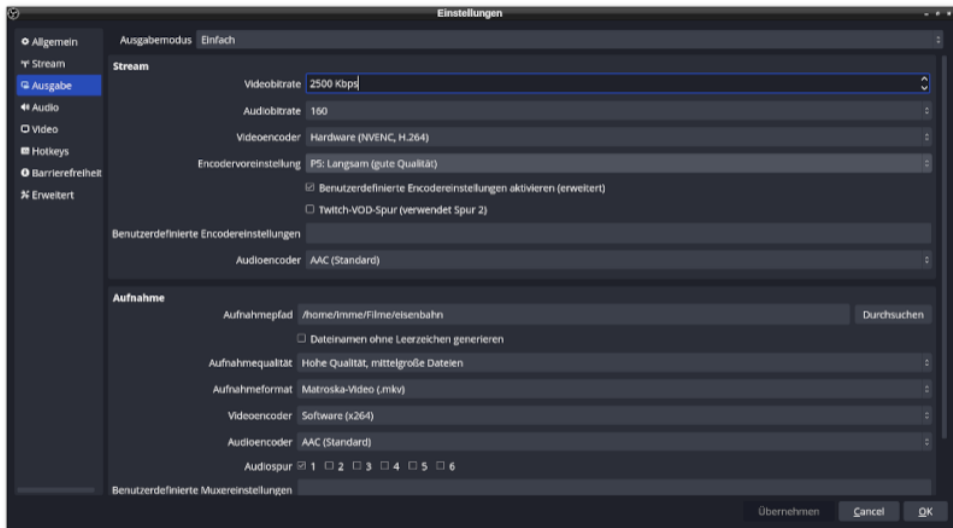 Einstellungen
Allgemein
Stream
Ausgabe
Audio
Video
Hotkeys
Barrierefreiheit
Erweitert
Ausgabemodus Einfach
Stream
Videobitrate 2500 Kbps
Audiobitrate 160
Videoencoder Hardware (NVENC, H.264)
Encodervoreinstellung P5: Langsam (gute Qualität)
Benutzerdefinierte Encodereinstellungen aktivieren (erweitert)
Twitch-VOD-Spur (verwendet Spur 2)
Benutzerdefinierte Encodereinstellungen
Audioencoder AAC (Standard)
Aufnahme
Aufnahmepfad /home/imme/Filme/eisenbahn Durchsuchen
Dateinamen ohne Leerzeichen generieren
Aufnahmequalität Hohe Qualität, mittelgroße Dateien
Aufnahmeformat Matroska-Video (.mkv)
Videoencoder Software (x264)
Audioencoder AAC (Standard)
Audiospur 1 2 3 4 5 6
Benutzerdefinierte Muxereinstellungen
Übernehmen Cancel OK